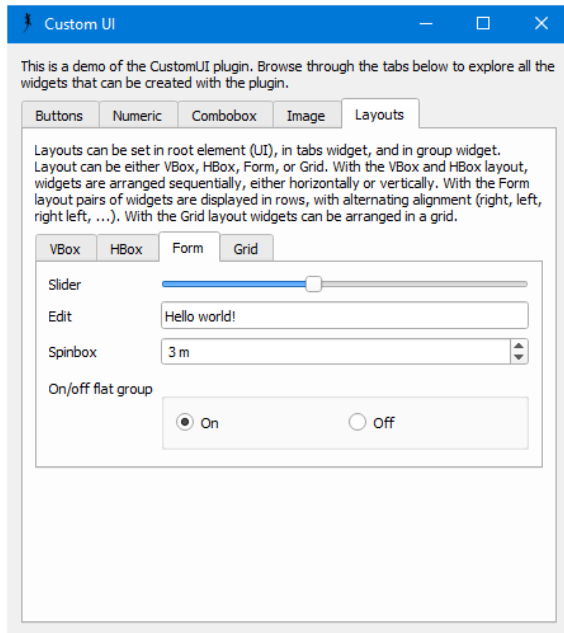 Custom UI
This is a demo of the CustomUI plugin. Browse through the tabs below to explore all the
widgets that can be created with the plugin.
Buttons Numeric Combobox Image Layouts
Layouts can be set in root element (UI), in tabs widget, and in group widget.
Layout can be either VBox, HBox, Form, or Grid. With the VBox and HBox layout,
widgets are arranged sequentially, either horizontally or vertically. With the Form
layout pairs of widgets are displayed in rows, with alternating alignment (right, left,
right left, ...). With the Grid layout widgets can be arranged in a grid.
VBox HBox Form Grid
Slider
Edit Hello world!
Spinbox 3 m
On/off flat group
On Off